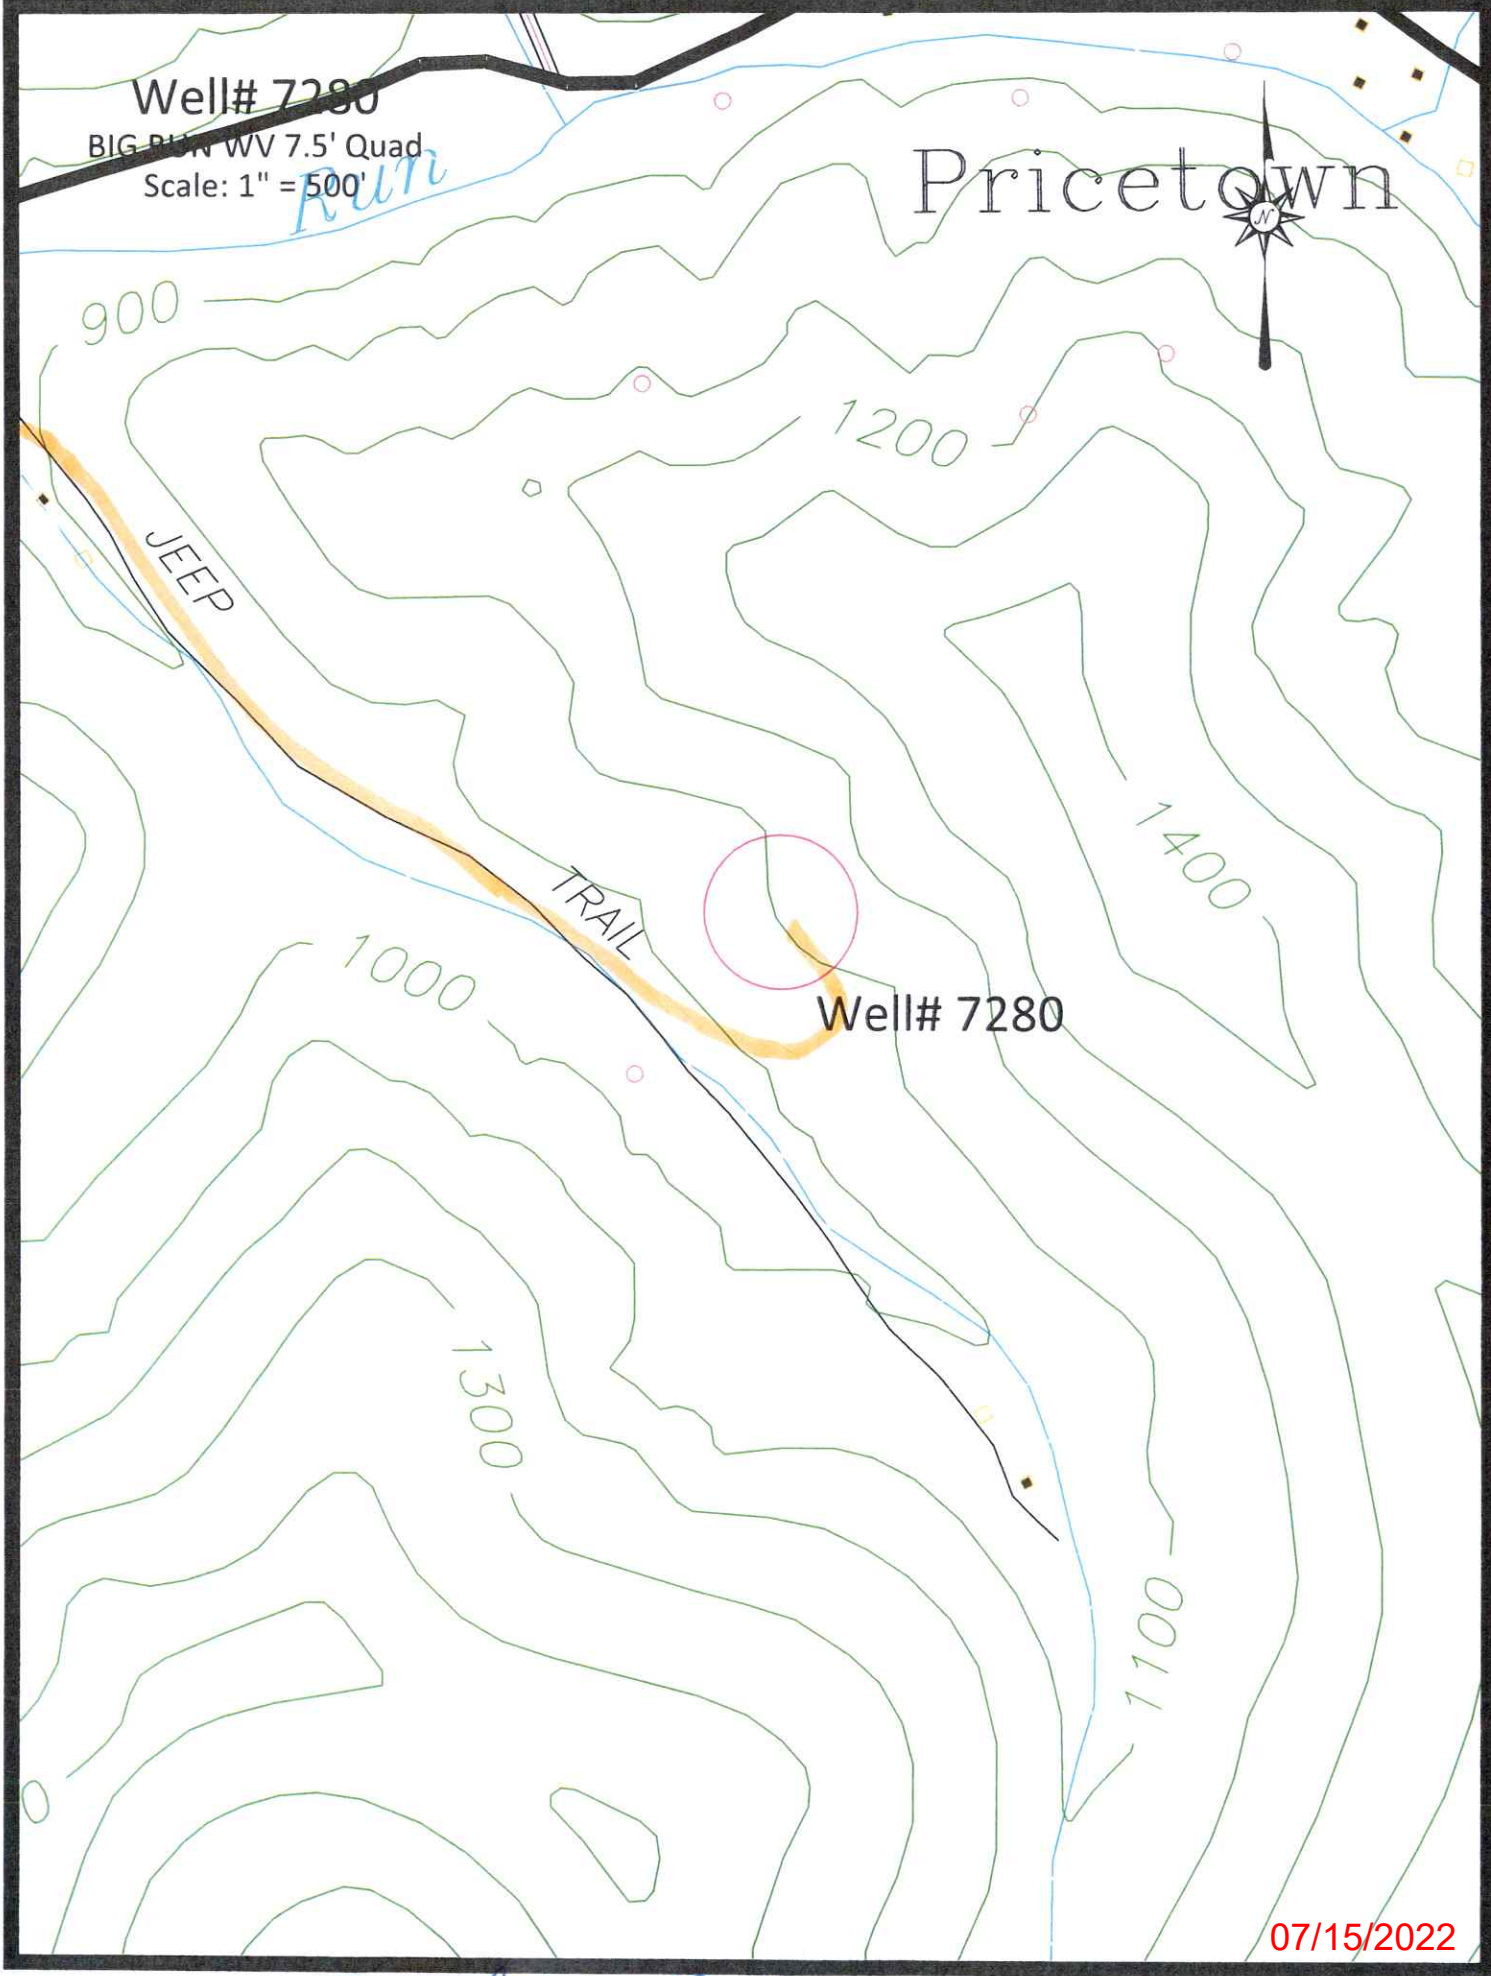 Well# 7280
BIG RUN WV 7.5' Quad
Scale: 1" = 500'
Run
Pricetown
N
900
1200
JEEP
1400
TRAIL
1000
Well# 7280
1300
1100
0
07/15/2022